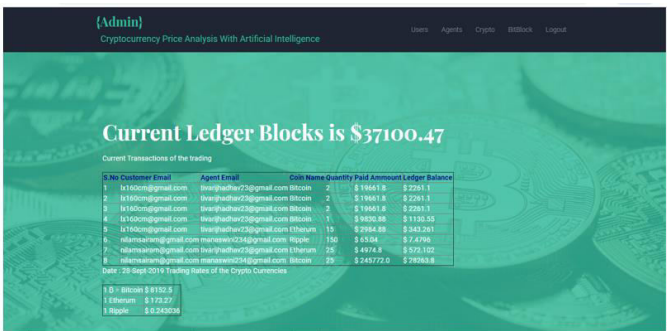 {Admin}
Cryptocurrency Price Analysis With Artificial Intelligence
Users Agents Crypto BitBlock Logout
Current Ledger Blocks is $37100.47
Current Transactions of the trading
S.No Customer Email Agent Email Coin Name Quantity Paid Ammount Ledger Balance
1 lx160cm@gmail.com tivarijhadhav23@gmail.com Bitcoin 2 $ 19661.8 $ 2261.1
2 lx160cm@gmail.com tivarijhadhav23@gmail.com Bitcoin 2 $ 19661.8 $ 2261.1
3 lx160cm@gmail.com tivarijhadhav23@gmail.com Bitcoin 2 $ 19661.8 $ 2261.1
4 lx160cm@gmail.com tivarijhadhav23@gmail.com Bitcoin 1 $ 9830.88 $ 1130.55
5 lx160cm@gmail.com tivarijhadhav23@gmail.com Etherum 15 $ 2984.88 $ 343.261
6 nilamsairam@gmail.com manaswini234@gmail.com Ripple 150 $ 65.04 $ 7.4796
7 nilamsairam@gmail.com tivarijhadhav23@gmail.com Etherum 25 $ 4974.8 $ 572.102
8 nilamsairam@gmail.com manaswini234@gmail.com Bitcoin 25 $ 245772.0 $ 28263.8
Date : 28-Sept-2019 Trading Rates of the Crypto Currencies
Bitcoin $ 8152.5
1 Etherum $ 173.27
1 Ripple $ 0.243036